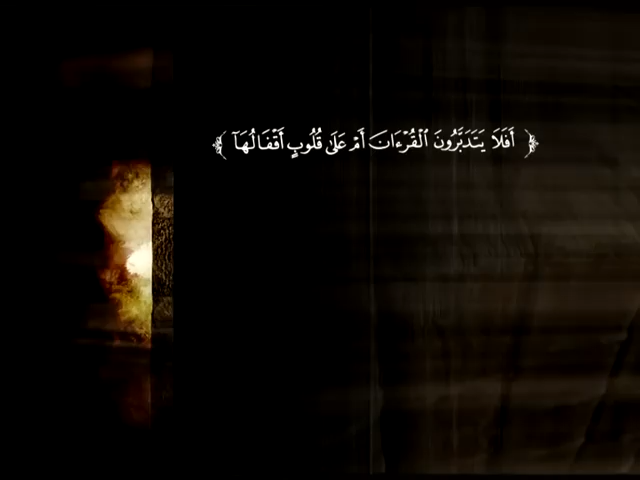 ﴿ أَفَلَا يَتَدَبَّرُونَ ٱلْقُرْءَانَ أَمْ عَلَىٰ قُلُوبٍ أَقْفَالُهَآ ﴾